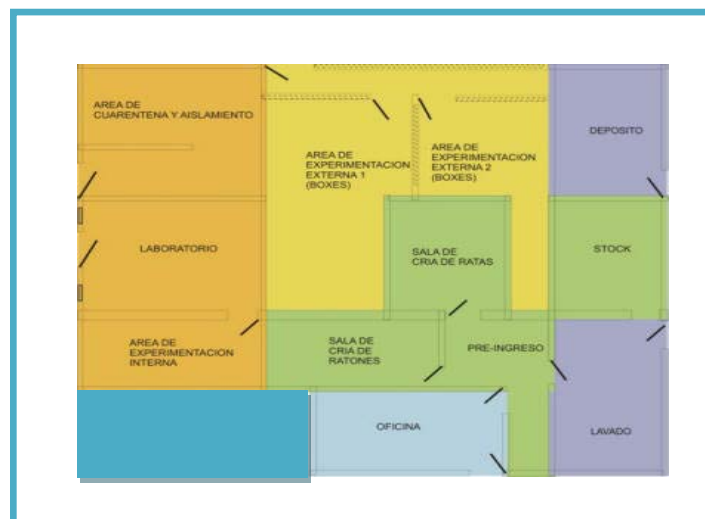 AREA DE
CUARENTENA Y AISLAMIENTO
AREA DE
EXPERIMENTACION
EXTERNA 1
(BOXES)
AREA DE
EXPERIMENTACION
EXTERNA 2
(BOXES)
DEPOSITO
LABORATORIO
SALA DE
CRIA DE RATAS
STOCK
AREA DE
EXPERIMENTACION
INTERNA
SALA DE
CRIA DE
RATONES
PRE-INGRESO
OFICINA
LAVADO